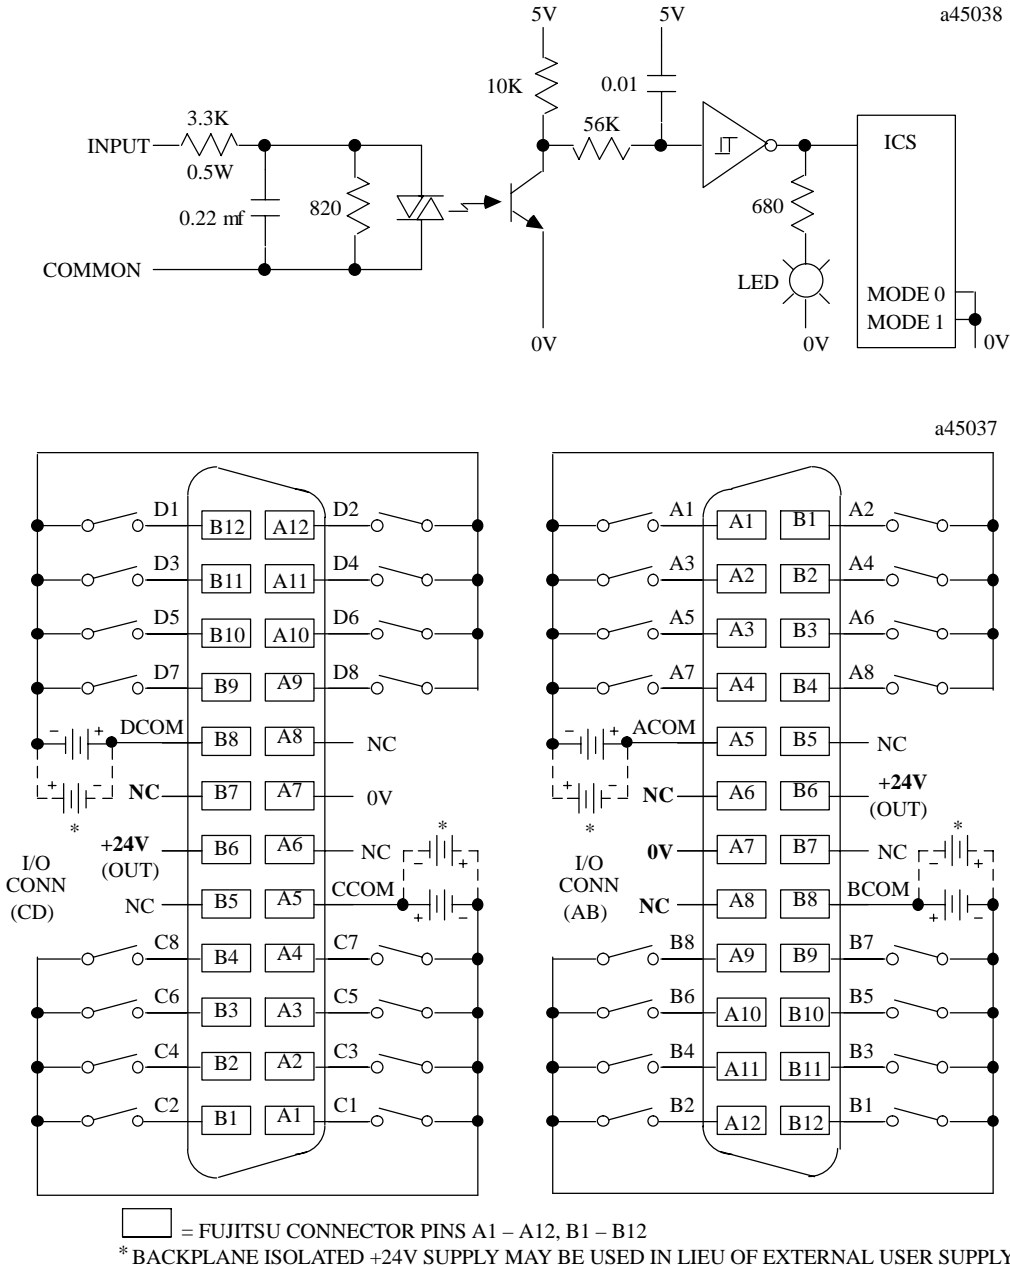 5V 5V a45038
10K 0.01
3.3K 56K
INPUT ICS
0.5W
0.22 mf 820 680
COMMON LED
MODE 0
MODE 1
0V 0V 0V
a45037
D1 B12 A12 D2
D3 B11 A11 D4
D5 B10 A10 D6
D7 B9 A9 D8
− + DCOM B8 A8 NC
+ − NC B7 A7 0V
*
+24V (OUT) B6 A6 NC
*
− +
I/O CONN (CD)
NC B5 A5 CCOM + −
C8 B4 A4 C7
C6 B3 A3 C5
C4 B2 A2 C3
C2 B1 A1 C1
A1 A1 B1 A2
A3 A2 B2 A4
A5 A3 B3 A6
A7 A4 B4 A8
− + ACOM A5 B5 NC
+ − NC A6 B6 +24V (OUT)
*
0V A7 B7 NC
*
− +
I/O CONN (AB)
NC A8 B8 BCOM + −
B8 A9 B9 B7
B6 A10 B10 B5
B4 A11 B11 B3
B2 A12 B12 B1
= FUJITSU CONNECTOR PINS A1 – A12, B1 – B12
* BACKPLANE ISOLATED +24V SUPPLY MAY BE USED IN LIEU OF EXTERNAL USER SUPPLY